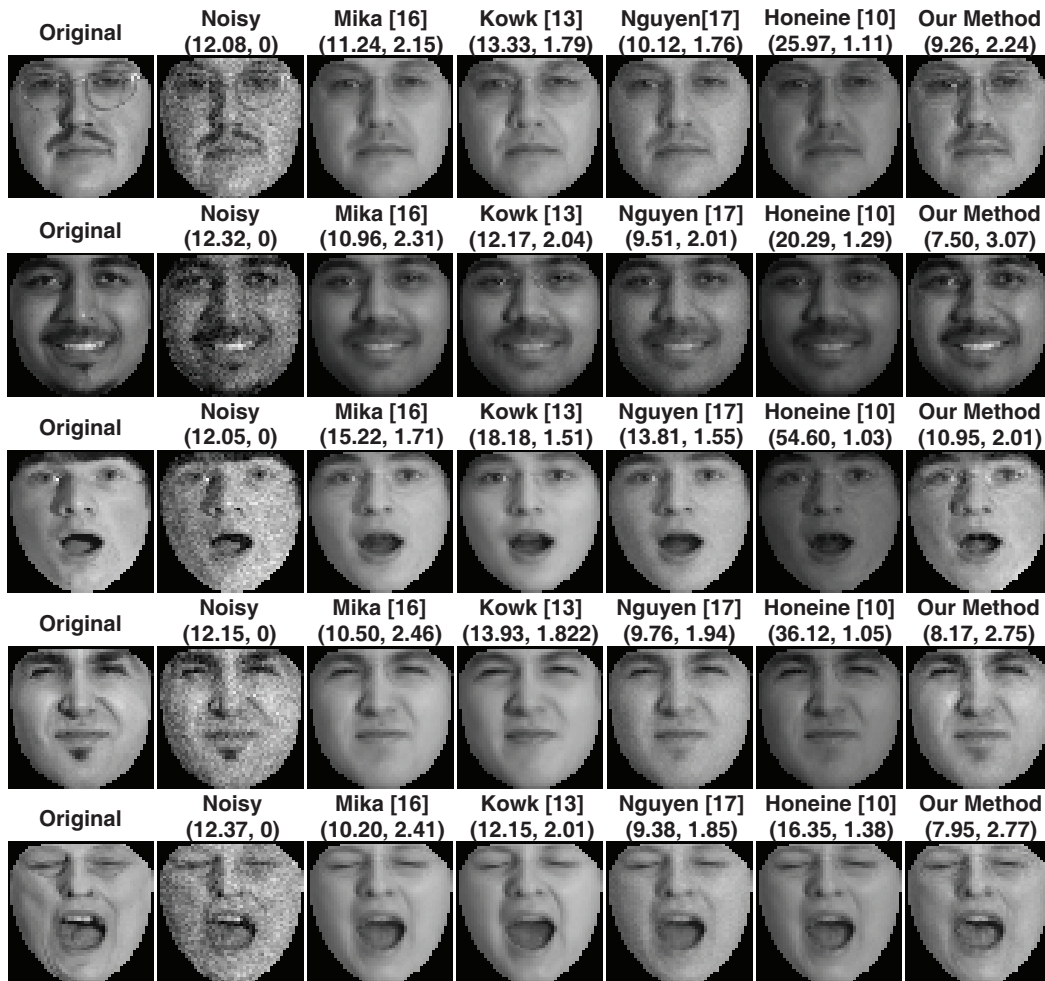 Original Noisy Mika [16] Kowk [13] Nguyen[17] Honeine [10] Our Method
(12.08, 0) (11.24, 2.15) (13.33, 1.79) (10.12, 1.76) (25.97, 1.11) (9.26, 2.24)
Original Noisy Mika [16] Kowk [13] Nguyen [17] Honeine [10] Our Method
(12.32, 0) (10.96, 2.31) (12.17, 2.04) (9.51, 2.01) (20.29, 1.29) (7.50, 3.07)
Original Noisy Mika [16] Kowk [13] Nguyen [17] Honeine [10] Our Method
(12.05, 0) (15.22, 1.71) (18.18, 1.51) (13.81, 1.55) (54.60, 1.03) (10.95, 2.01)
Original Noisy Mika [16] Kowk [13] Nguyen [17] Honeine [10] Our Method
(12.15, 0) (10.50, 2.46) (13.93, 1.822) (9.76, 1.94) (36.12, 1.05) (8.17, 2.75)
Original Noisy Mika [16] Kowk [13] Nguyen [17] Honeine [10] Our Method
(12.37, 0) (10.20, 2.41) (12.15, 2.01) (9.38, 1.85) (16.35, 1.38) (7.95, 2.77)